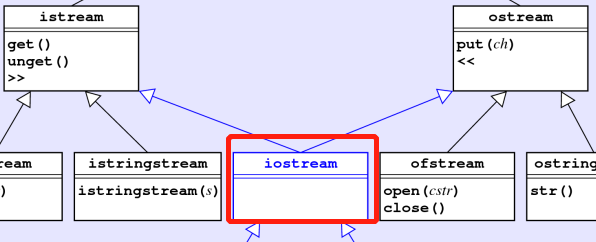 istream
ostream
get()
unget()
>>
put(ch)
<<
ream
istringstream
iostream
ofstream
ostring
)
istringstream(s)
open(cstr)
close()
str()